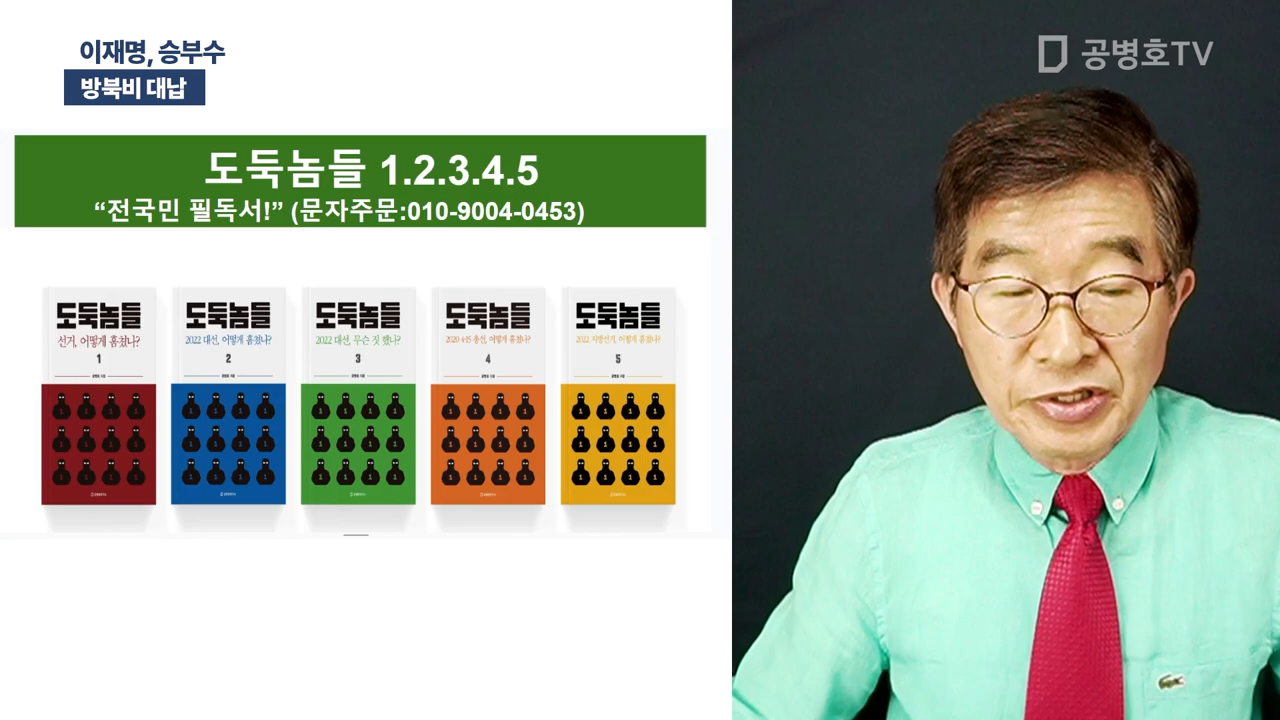 이재명, 승부수
방북비 대납
공병호TV
도둑놈들 1.2.3.4.5
“전국민 필독서!” (문자주문:010-9004-0453)
도둑놈들
선거, 어떻게 훔쳤나?
1
도둑놈들
2022 대선, 어떻게 훔쳤나?
2
도둑놈들
2022 대선, 무슨 짓 했나?
3
도둑놈들
2020 4·15 총선, 어떻게 훔쳤나?
4
도둑놈들
2022 지방선거, 어떻게 훔쳤나?
5